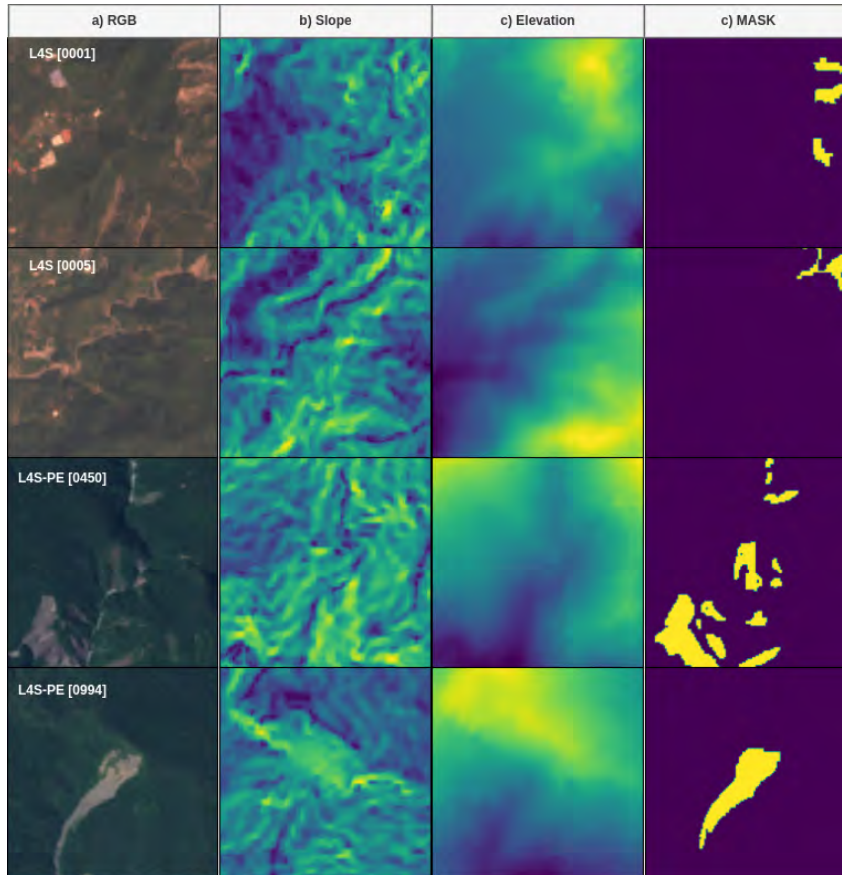 a) RGB
b) Slope
c) Elevation
c) MASK
L4S [0001]
L4S [0005]
L4S-PE [0450]
L4S-PE [0994]